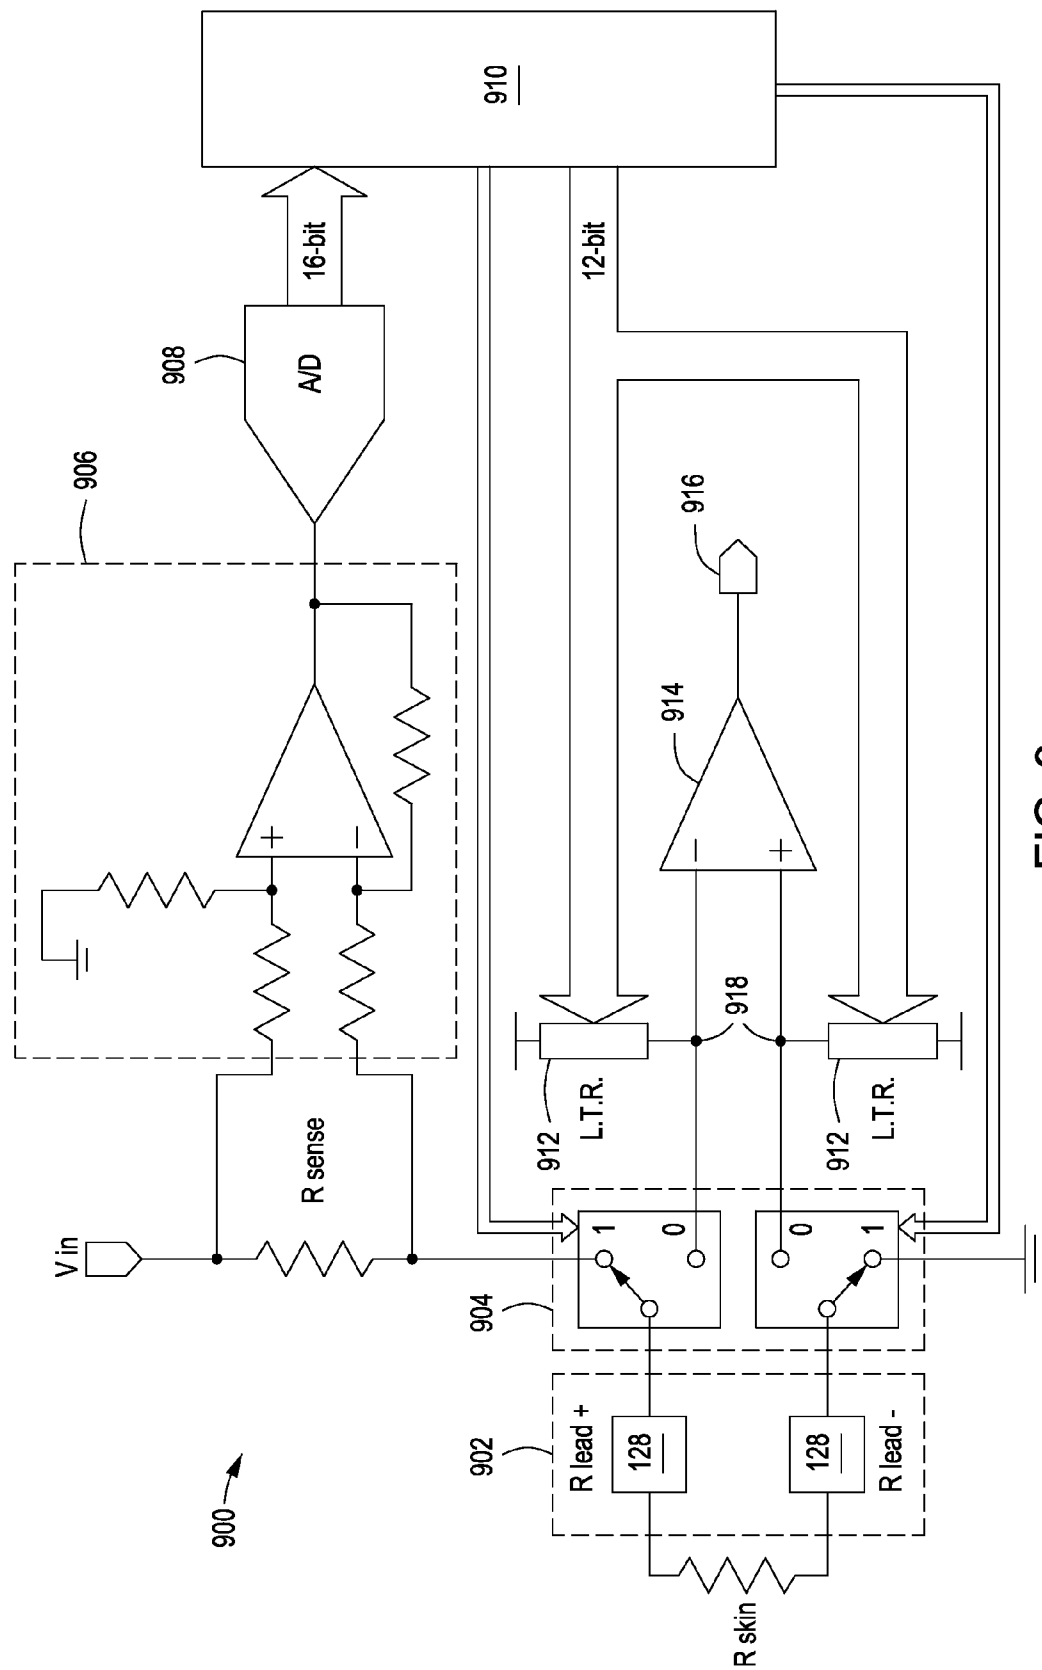 900
V in
R sense
906
908
A/D
16-bit
910
904
1
0
0
1
902
R lead +
128
128
R lead -
R skin
912
L.T.R.
918
912
L.T.R.
914
916
12-bit
FIG.